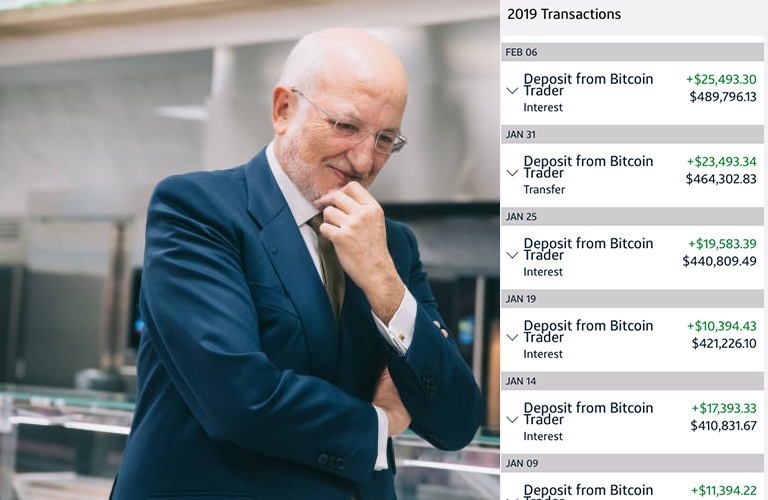 2019 Transactions
FEB 06
Deposit from Bitcoin +$25,493.30
Trader $489,796.13
Interest
JAN 31
Deposit from Bitcoin +$23,493.34
Trader $464,302.83
Transfer
JAN 25
Deposit from Bitcoin +$19,583.39
Trader $440,809.49
Interest
JAN 19
Deposit from Bitcoin +$10,394.43
Trader $421,226.10
Interest
JAN 14
Deposit from Bitcoin +$17,393.33
Trader $410,831.67
Interest
JAN 09
Deposit from Bitcoin +$11,394.22
Trader